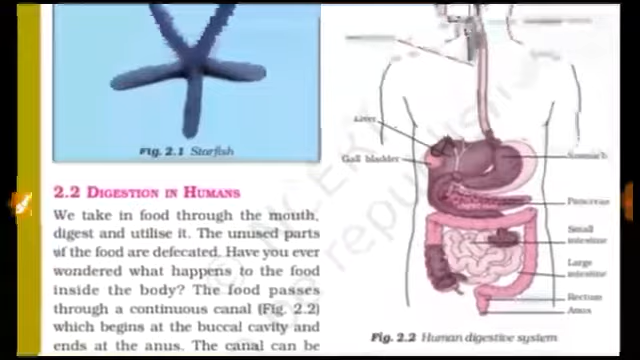 Fig. 2.1 Starfish
2.2 DIGESTION IN HUMANS
We take in food through the mouth,
digest and utilise it. The unused parts
of the food are defecated. Have you ever
wondered what happens to the food
inside the body? The food passes
through a continuous canal (Fig. 2.2)
which begins at the buccal cavity and
ends at the anus. The canal can be
Liver
Gall bladder
Stomach
Pancreas
Small
intestine
Large
intestine
Rectum
Anus
Fig. 2.2 Human digestive system
© NCERT
be republished